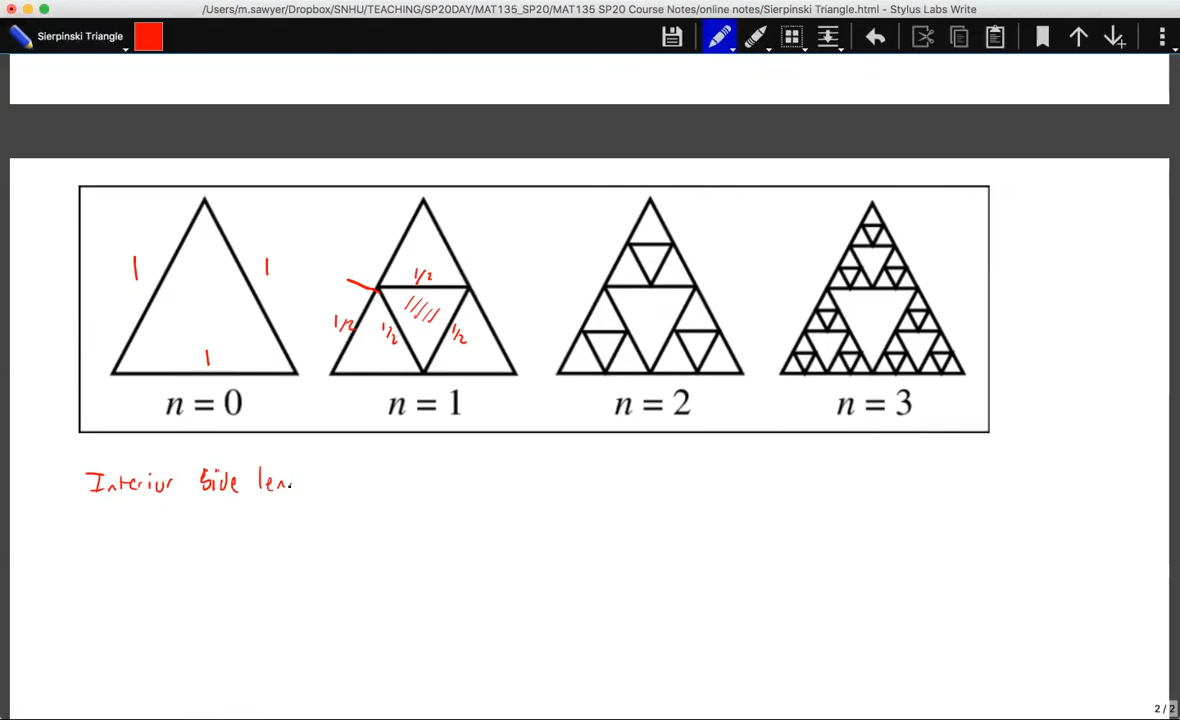 /Users/m.sawyer/Dropbox/SNHU/TEACHING/SP20DAY/MAT135_SP20/MAT135 SP20 Course Notes/online notes/Sierpinski Triangle.html - Stylus Labs Write
Sierpinski Triangle
1 1 1/2
1/2 1/2 1/2
1
n = 0 n = 1 n = 2 n = 3
Interior Side len
2 / 2